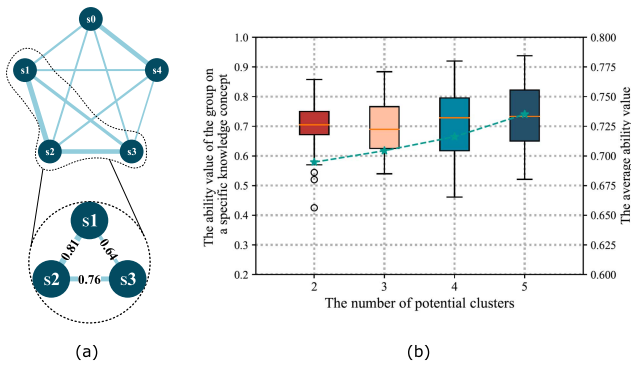 s0
s1
s4
s2
s3
s1
0.81
0.64
s2
0.76
s3
(a)
The ability value of the group on
a specific knowledge concept
1.0
0.9
0.8
0.7
0.6
0.5
0.4
0.3
0.2
2
3
4
5
The number of potential clusters
0.800
0.775
0.750
0.725
0.700
0.675
0.650
0.625
0.600
The average ability value
(b)